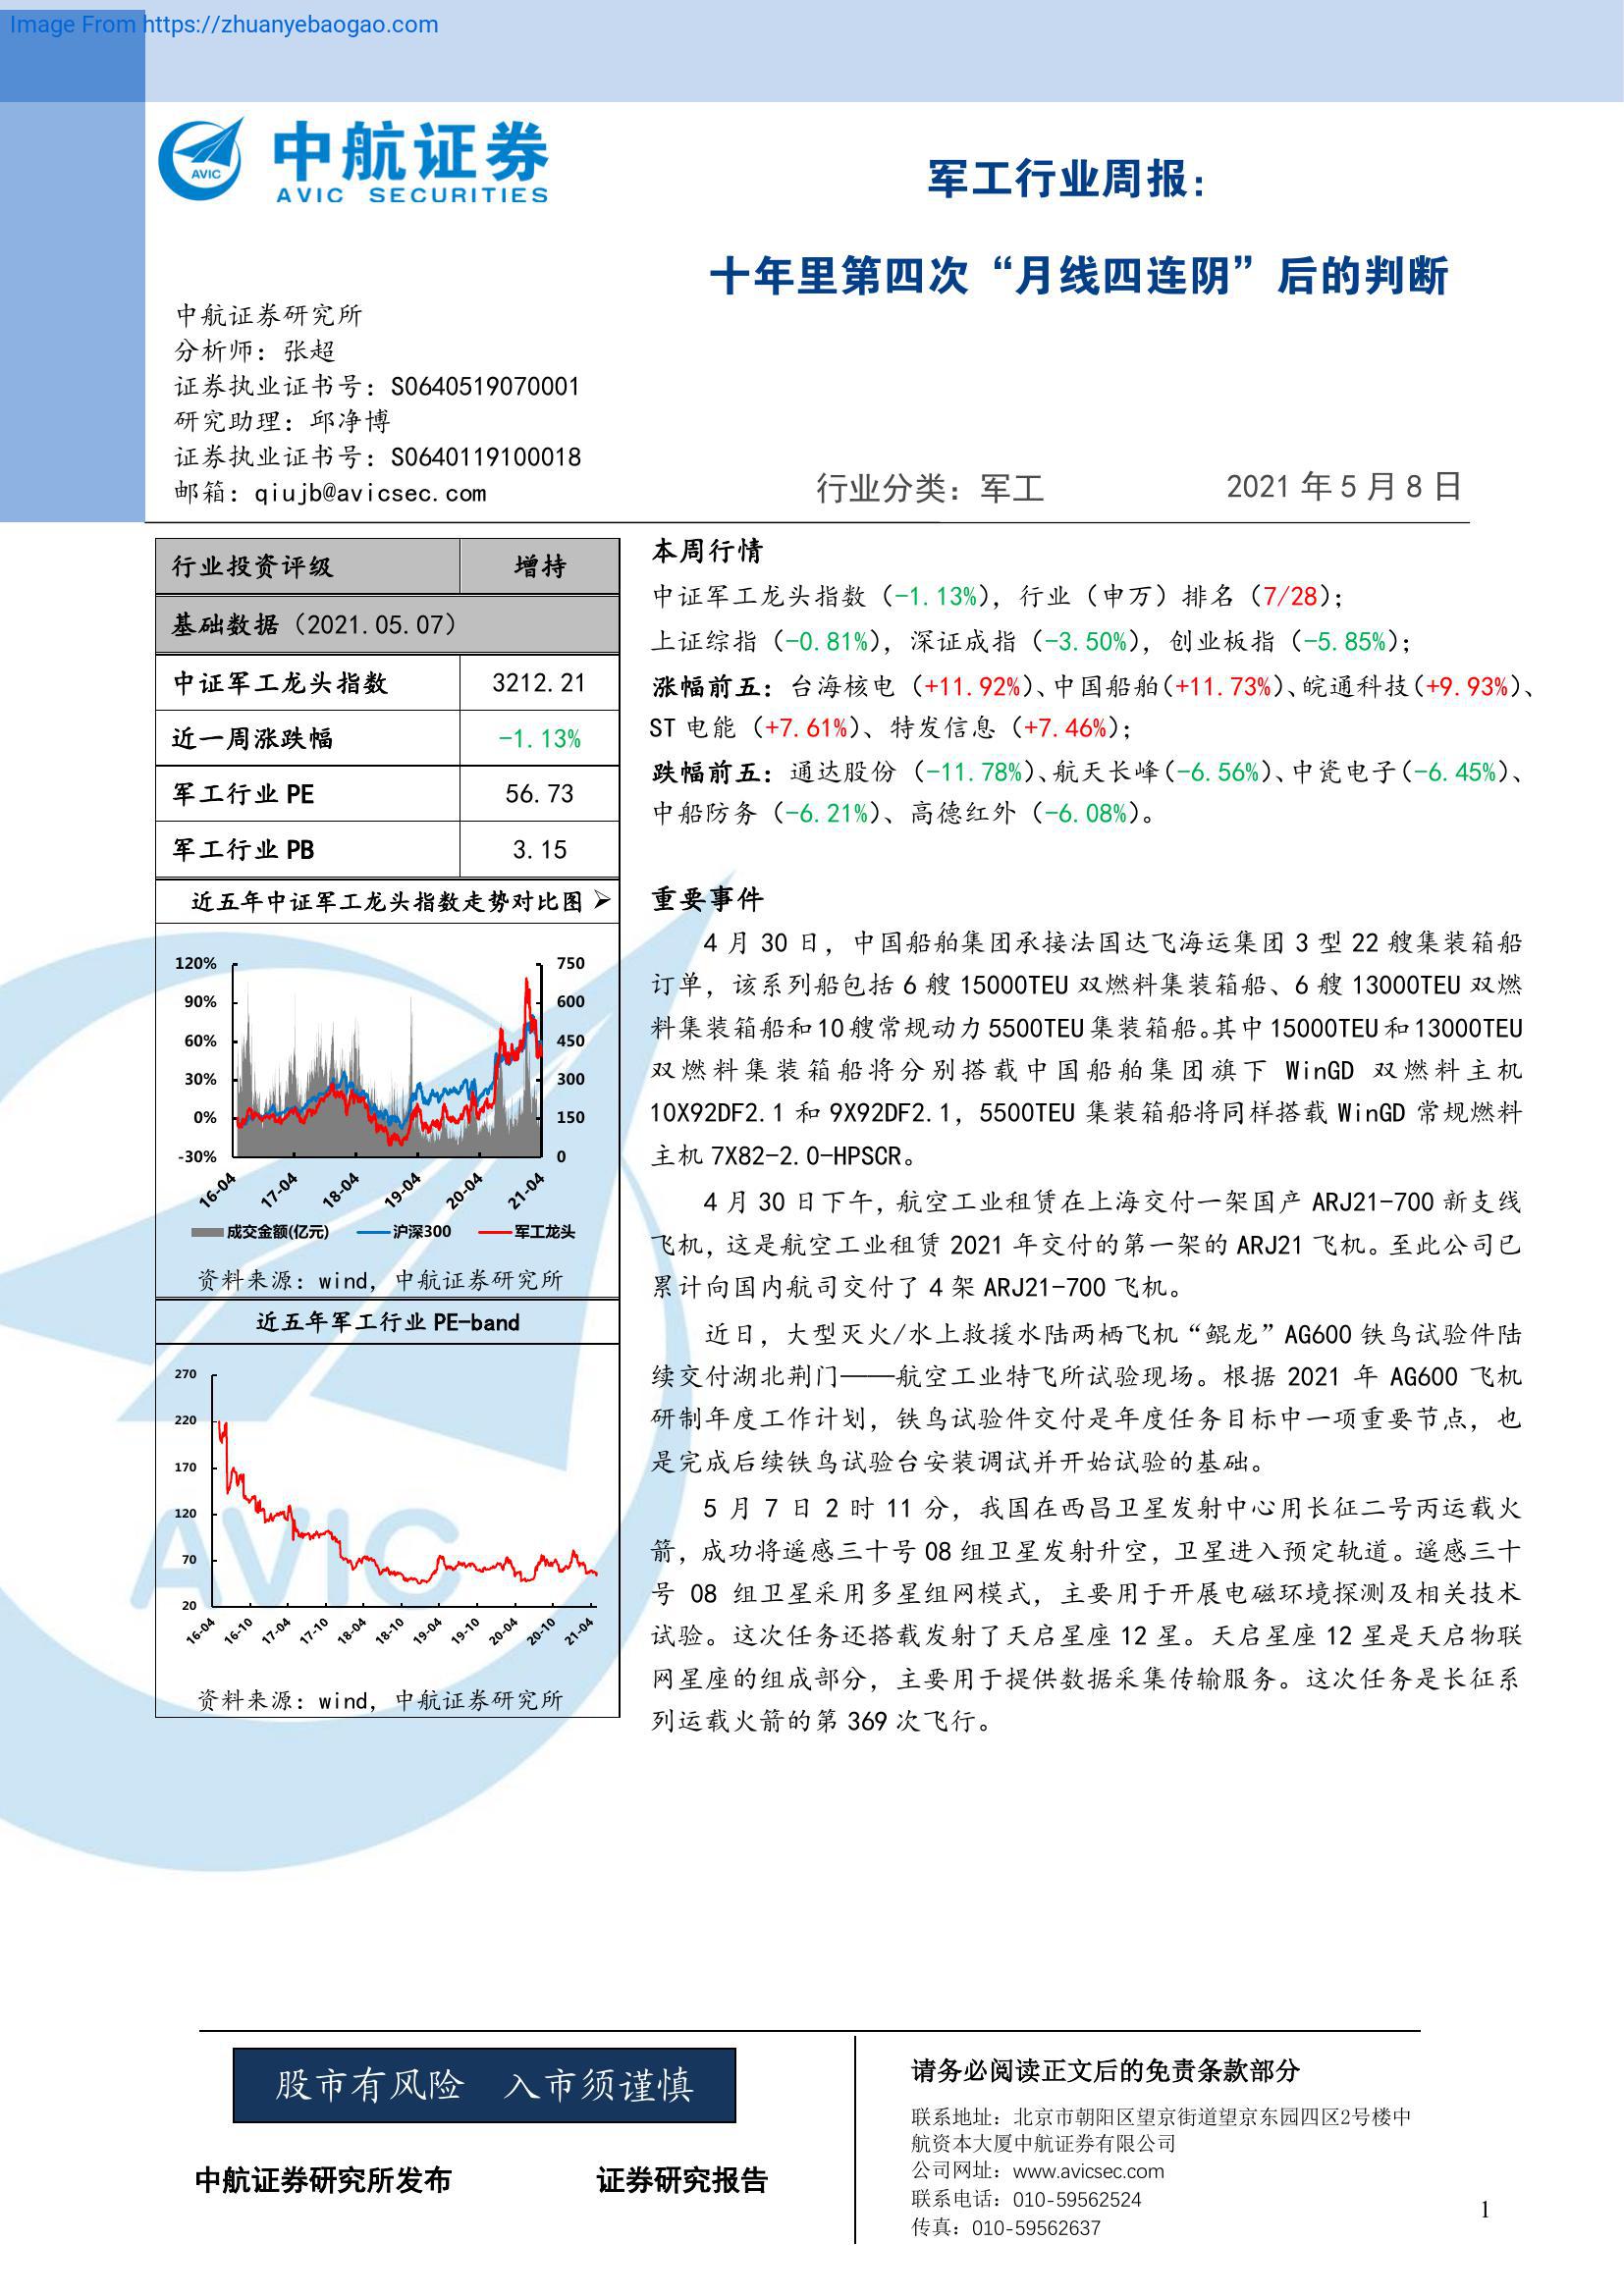 Image From https://zhuanyebaogao.com
AVIC
中航证券
AVIC SECURITIES
军工行业周报：
十年里第四次“月线四连阴”后的判断
中航证券研究所
分析师：张超
证券执业证书号：S0640519070001
研究助理：邱净博
证券执业证书号：S0640119100018
邮箱：qiujb@avicsec.com
行业分类：军工
2021 年 5 月 8 日
行业投资评级 增持
基础数据（2021.05.07）
中证军工龙头指数 3212.21
近一周涨跌幅 -1.13%
军工行业 PE 56.73
军工行业 PB 3.15
近五年中证军工龙头指数走势对比图 ➢
120% 750
90% 600
60% 450
30% 300
0% 150
-30% 0
16-04 17-04 18-04 19-04 20-04 21-04
成交金额(亿元) 沪深300 军工龙头
资料来源：wind，中航证券研究所
近五年军工行业 PE-band
270
220
170
120
70
20
16-04 16-10 17-04 17-10 18-04 18-10 19-04 19-10 20-04 20-10 21-04
资料来源：wind，中航证券研究所
本周行情
中证军工龙头指数（-1.13%），行业（申万）排名（7/28）；
上证综指（-0.81%），深证成指（-3.50%），创业板指（-5.85%）；
涨幅前五：台海核电（+11.92%）、中国船舶（+11.73%）、皖通科技（+9.93%）、
ST 电能（+7.61%）、特发信息（+7.46%）；
跌幅前五：通达股份（-11.78%）、航天长峰（-6.56%）、中瓷电子（-6.45%）、
中船防务（-6.21%）、高德红外（-6.08%）。
重要事件
4 月 30 日，中国船舶集团承接法国达飞海运集团 3 型 22 艘集装箱船
订单，该系列船包括 6 艘 15000TEU 双燃料集装箱船、6 艘 13000TEU 双燃
料集装箱船和 10 艘常规动力 5500TEU 集装箱船。其中 15000TEU 和 13000TEU
双燃料集装箱船将分别搭载中国船舶集团旗下 WinGD 双燃料主机
10X92DF2.1 和 9X92DF2.1，5500TEU 集装箱船将同样搭载 WinGD 常规燃料
主机 7X82-2.0-HPSCR。
4 月 30 日下午，航空工业租赁在上海交付一架国产 ARJ21-700 新支线
飞机，这是航空工业租赁 2021 年交付的第一架的 ARJ21 飞机。至此公司已
累计向国内航司交付了 4 架 ARJ21-700 飞机。
近日，大型灭火/水上救援水陆两栖飞机“鲲龙”AG600 铁鸟试验件陆
续交付湖北荆门——航空工业特飞所试验现场。根据 2021 年 AG600 飞机
研制年度工作计划，铁鸟试验件交付是年度任务目标中一项重要节点，也
是完成后续铁鸟试验台安装调试并开始试验的基础。
5 月 7 日 2 时 11 分，我国在西昌卫星发射中心用长征二号丙运载火
箭，成功将遥感三十号 08 组卫星发射升空，卫星进入预定轨道。遥感三十
号 08 组卫星采用多星组网模式，主要用于开展电磁环境探测及相关技术
试验。这次任务还搭载发射了天启星座 12 星。天启星座 12 星是天启物联
网星座的组成部分，主要用于提供数据采集传输服务。这次任务是长征系
列运载火箭的第 369 次飞行。
AVIC
股市有风险 入市须谨慎
中航证券研究所发布 证券研究报告
请务必阅读正文后的免责条款部分
联系地址：北京市朝阳区望京街道望京东园四区2号楼中
航资本大厦中航证券有限公司
公司网址：www.avicsec.com
联系电话：010-59562524
传真：010-59562637
1